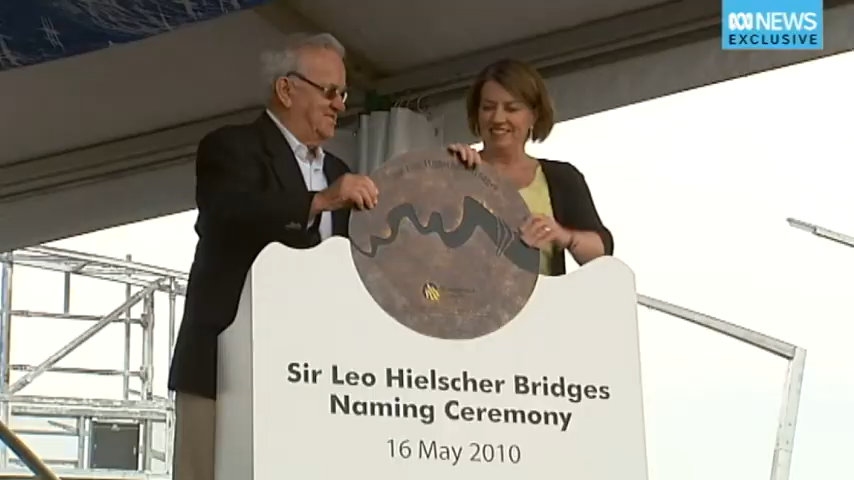 NEWS
EXCLUSIVE
Sir Leo Hielscher Bridges
Naming Ceremony
16 May 2010